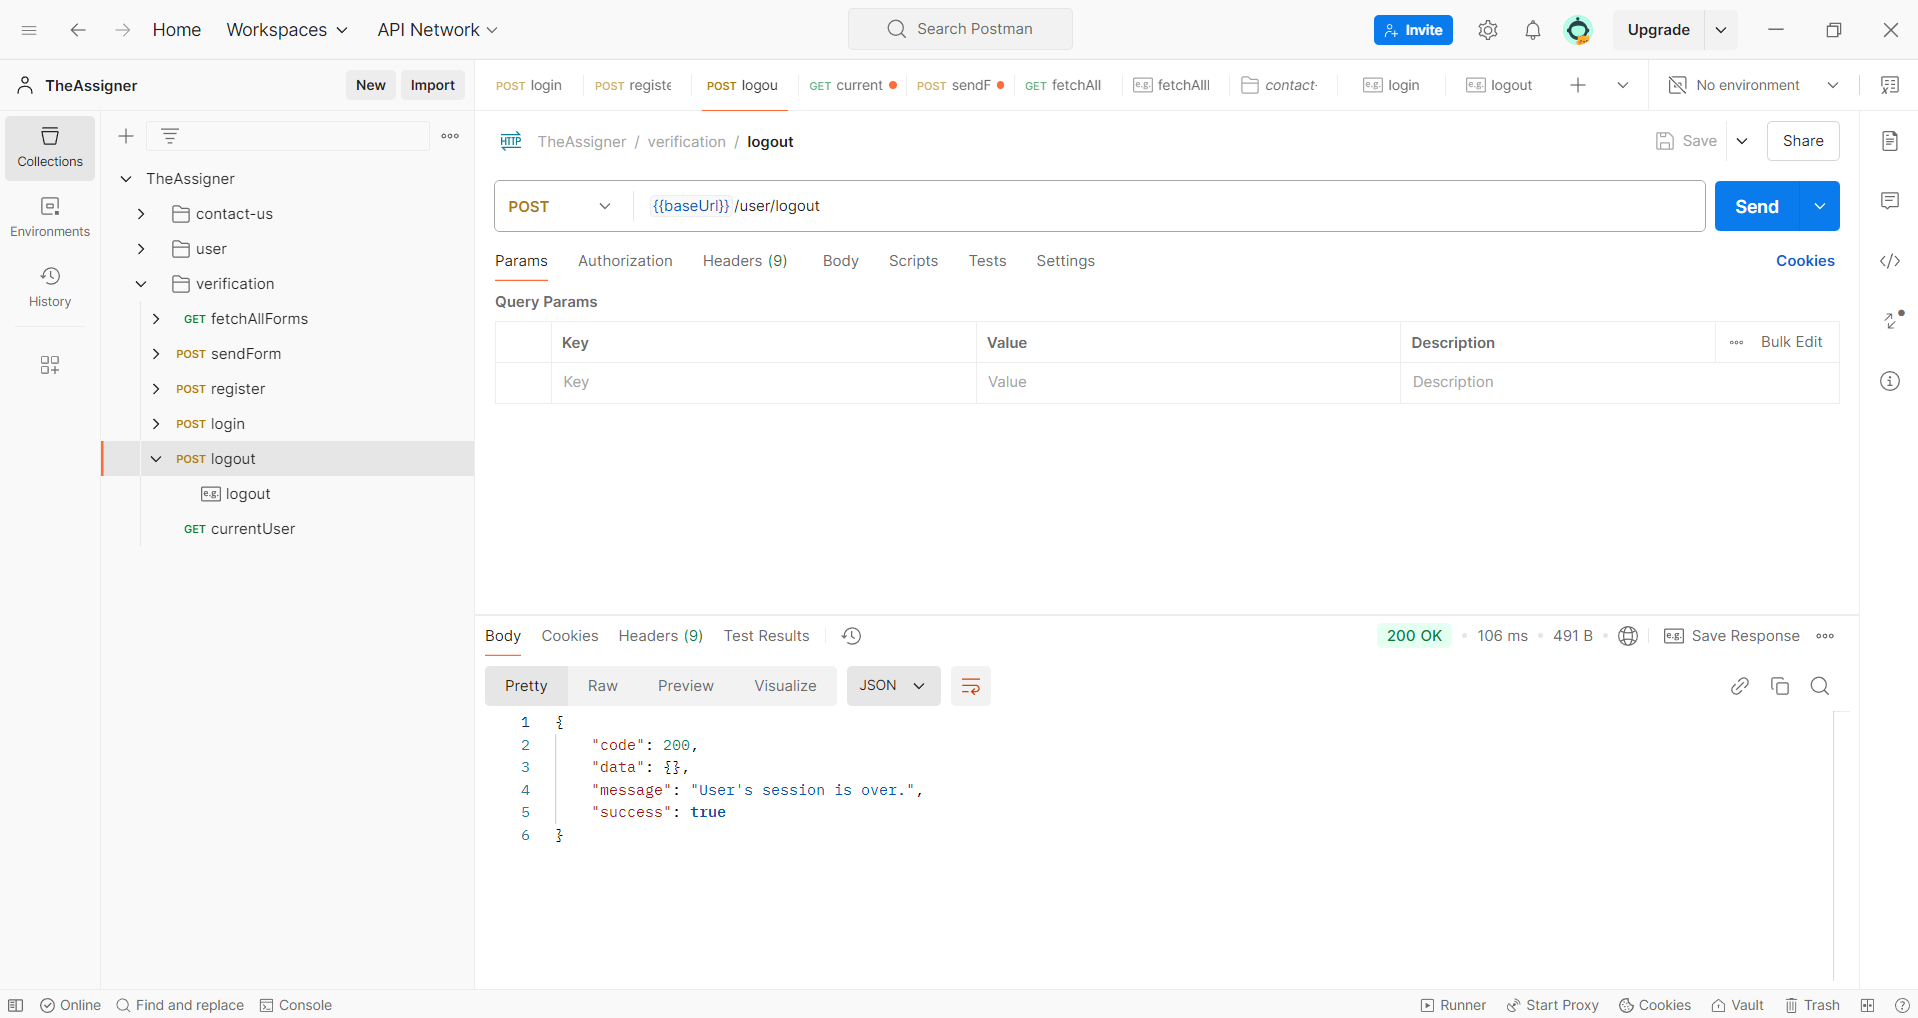 Home Workspaces API Network Search Postman Invite Upgrade
TheAssigner New Import POST login POST registe POST logou GET current POST sendF GET fetchAll e.g. fetchAlll contact- e.g. login e.g. logout No environment
HTTP TheAssigner / verification / logout Save Share
Collections
Environments
History
TheAssigner
contact-us
user
verification
GET fetchAllForms
POST sendForm
POST register
POST login
POST logout
e.g. logout
GET currentUser
POST {{baseUrl}}/user/logout Send
Params Authorization Headers (9) Body Scripts Tests Settings Cookies
Query Params
Key Value Description Bulk Edit
Key Value Description
Body Cookies Headers (9) Test Results 200 OK 106 ms 491 B e.g. Save Response
Pretty Raw Preview Visualize JSON
1 {
2 "code": 200,
3 "data": {},
4 "message": "User's session is over.",
5 "success": true
6 }
Online Find and replace Console Runner Start Proxy Cookies Vault Trash